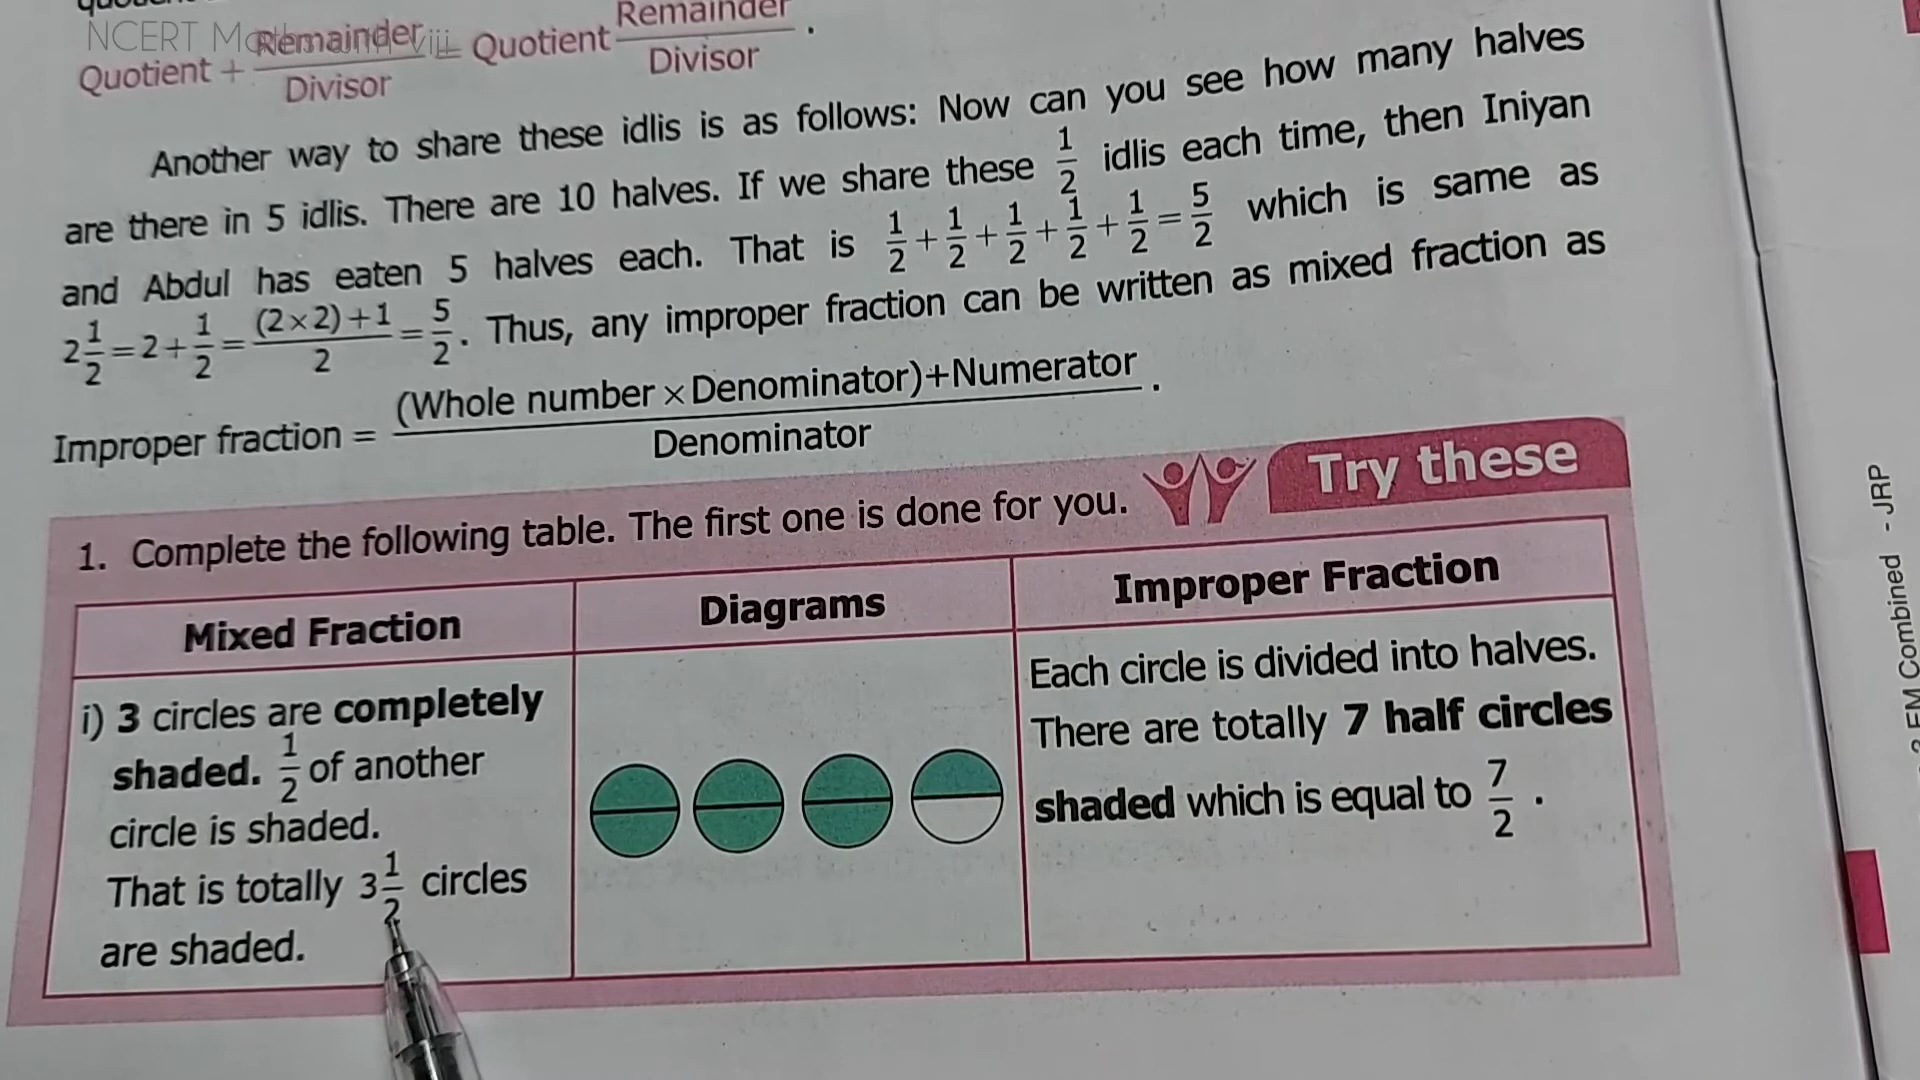 NCERT M
Quotient + Remainder/Divisor = Quotient Remainder/Divisor .
Another way to share these idlis is as follows: Now can you see how many halves
are there in 5 idlis. There are 10 halves. If we share these 1/2 idlis each time, then Iniyan
and Abdul has eaten 5 halves each. That is 1/2 + 1/2 + 1/2 + 1/2 + 1/2 = 5/2 which is same as
2 1/2 = 2 + 1/2 = (2 × 2) + 1/2 = 5/2 . Thus, any improper fraction can be written as mixed fraction as
Improper fraction = (Whole number × Denominator)+Numerator/Denominator .
Try these
1. Complete the following table. The first one is done for you.
Mixed Fraction
Diagrams
Improper Fraction
i) 3 circles are completely
shaded. 1/2 of another
circle is shaded.
That is totally 3 1/2 circles
are shaded.
Each circle is divided into halves.
There are totally 7 half circles
shaded which is equal to 7/2 .
EM Combined - JRP